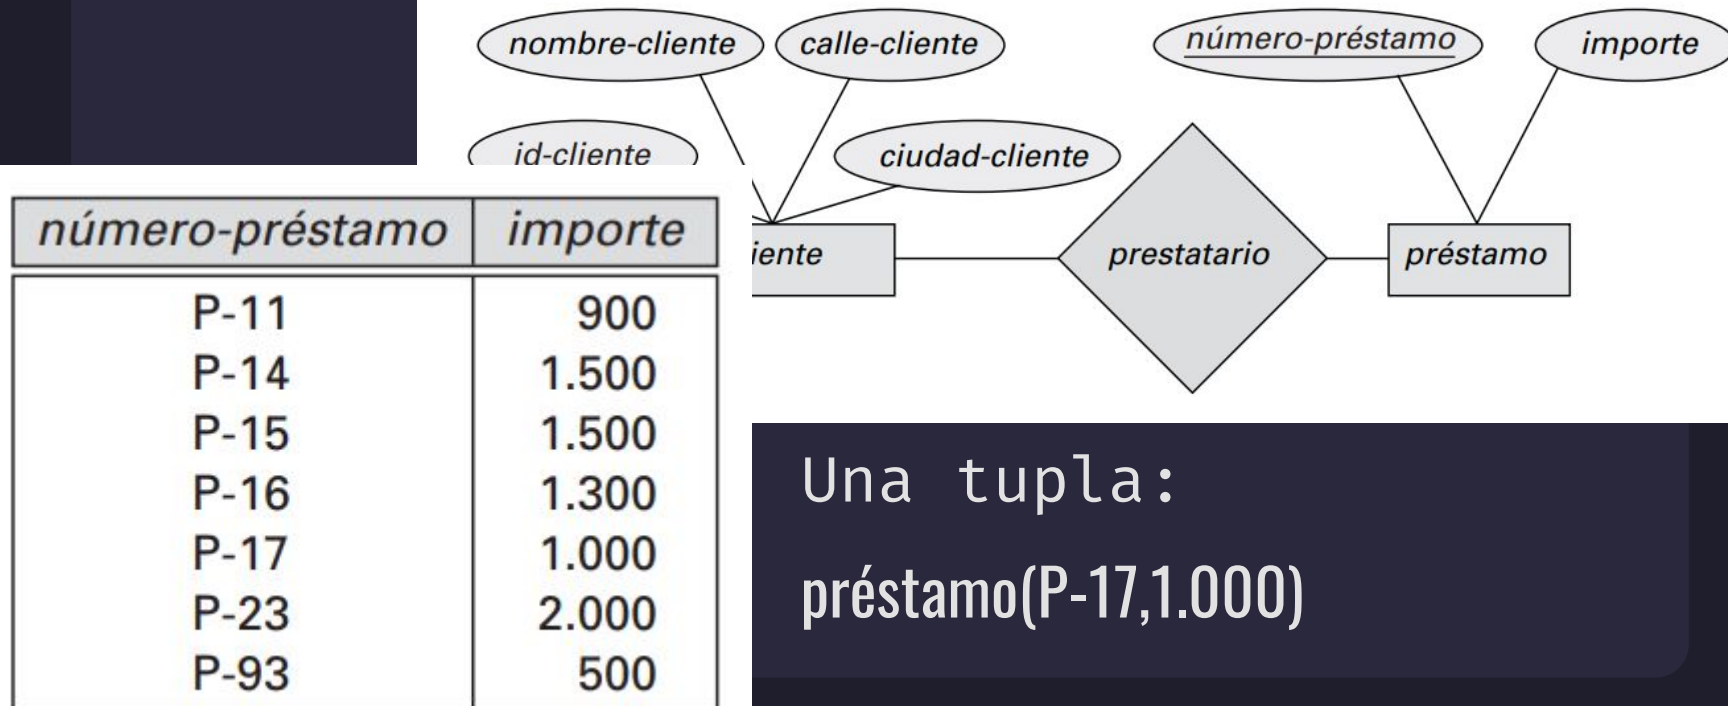 nombre-cliente calle-cliente número-préstamo importe
id-cliente ciudad-cliente
iente prestatario préstamo
número-préstamo importe
P-11 900
P-14 1.500
P-15 1.500
P-16 1.300
P-17 1.000
P-23 2.000
P-93 500
Una tupla:
préstamo(P-17,1.000)